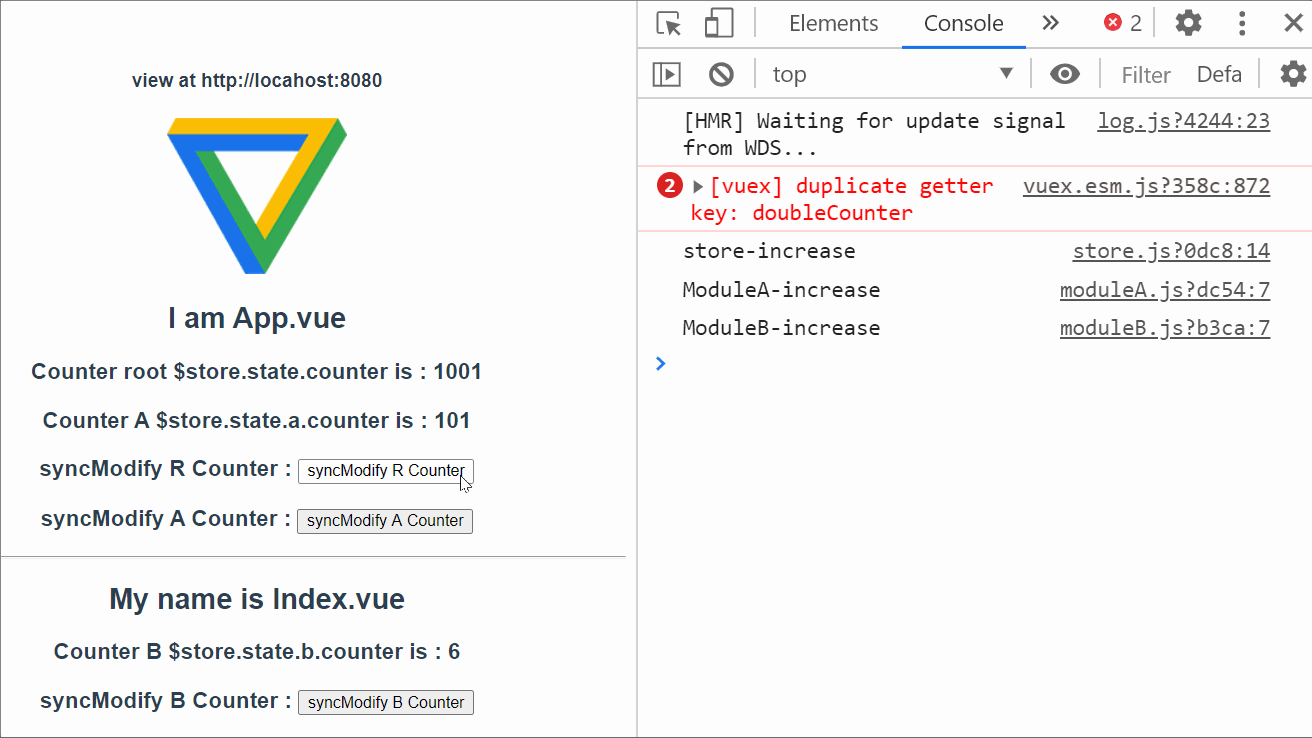 view at http://locahost:8080
I am App.vue
Counter root $store.state.counter is : 1001
Counter A $store.state.a.counter is : 101
syncModify R Counter : syncModify R Counter
syncModify A Counter : syncModify A Counter
My name is Index.vue
Counter B $store.state.b.counter is : 6
syncModify B Counter : syncModify B Counter
Elements Console 2
top Filter Defa
[HMR] Waiting for update signal log.js?4244:23
from WDS...
2 [vuex] duplicate getter vuex.esm.js?358c:872
key: doubleCounter
store-increase store.js?0dc8:14
ModuleA-increase moduleA.js?dc54:7
ModuleB-increase moduleB.js?b3ca:7